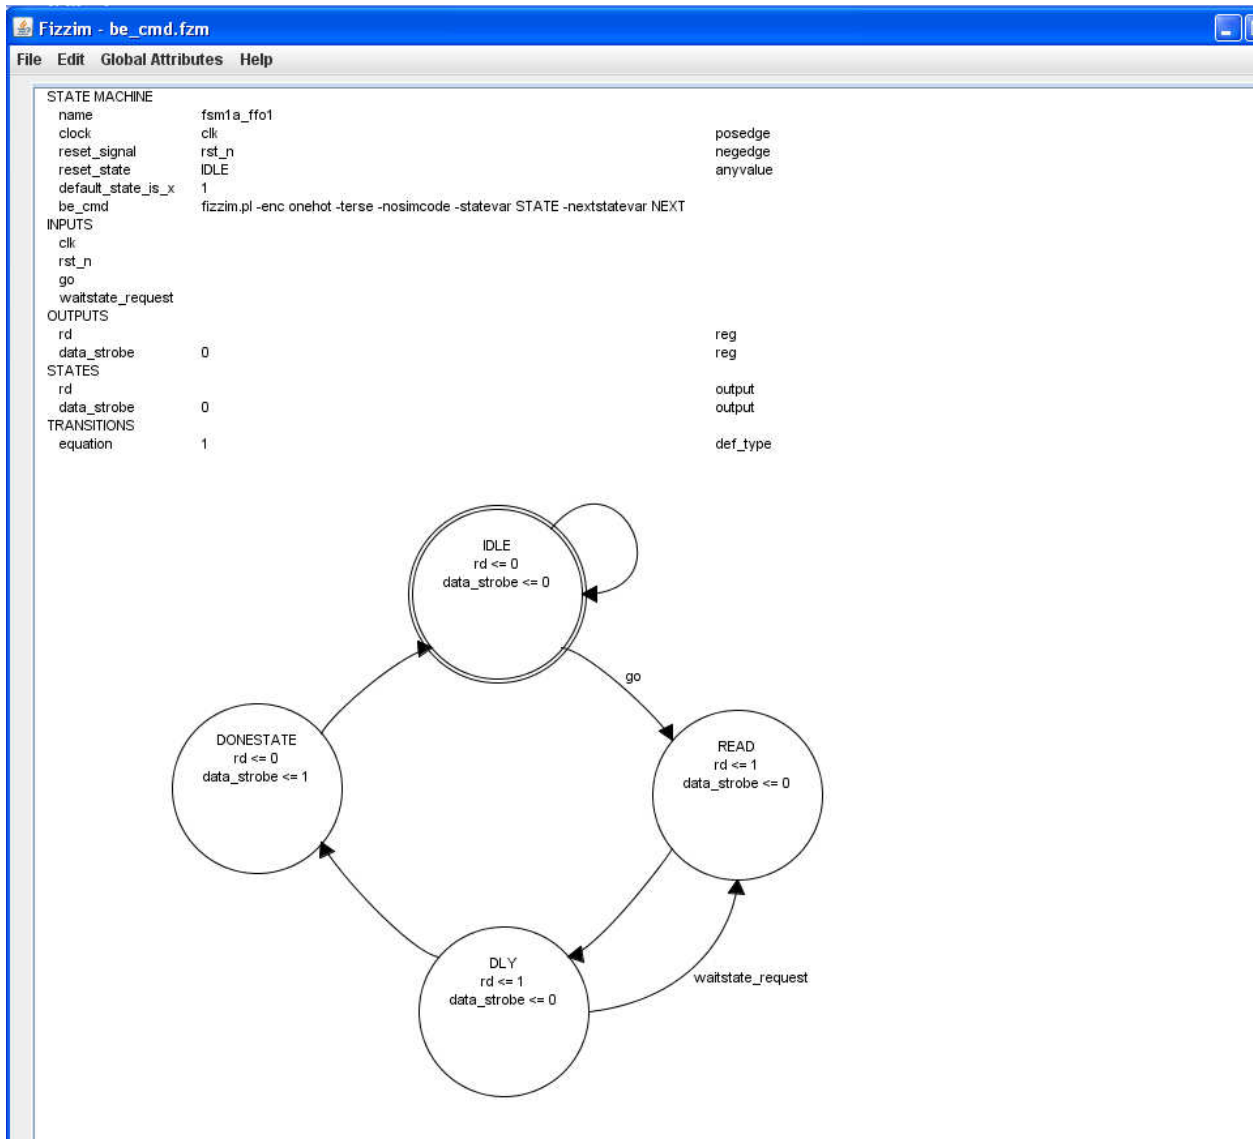 Fizzim - be_cmd.fzm
File Edit Global Attributes Help
STATE MACHINE
name fsm1a_ffo1
clock clk posedge
reset_signal rst_n negedge
reset_state IDLE anyvalue
default_state_is_x 1
be_cmd fizzim.pl -enc onehot -terse -nosimcode -statevar STATE -nextstatevar NEXT
INPUTS
clk
rst_n
go
waitstate_request
OUTPUTS
rd reg
data_strobe 0 reg
STATES
rd output
data_strobe 0 output
TRANSITIONS
equation 1 def_type
IDLE
rd <= 0
data_strobe <= 0
go
DONESTATE
rd <= 0
data_strobe <= 1
READ
rd <= 1
data_strobe <= 0
DLY
rd <= 1
data_strobe <= 0
waitstate_request